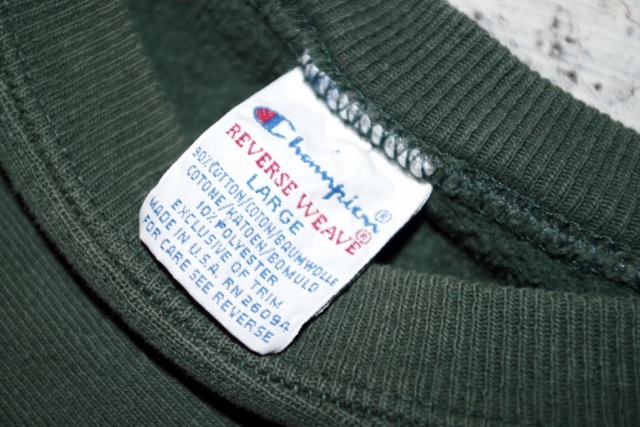 Champion®
REVERSE WEAVE®
LARGE
90% COTTON/COTON/BAUMWOLLE
COTONE/KATOEN/BOMULD
10% POLYESTER
EXCLUSIVE OF TRIM
MADE IN U.S.A. RN 26094
FOR CARE SEE REVERSE